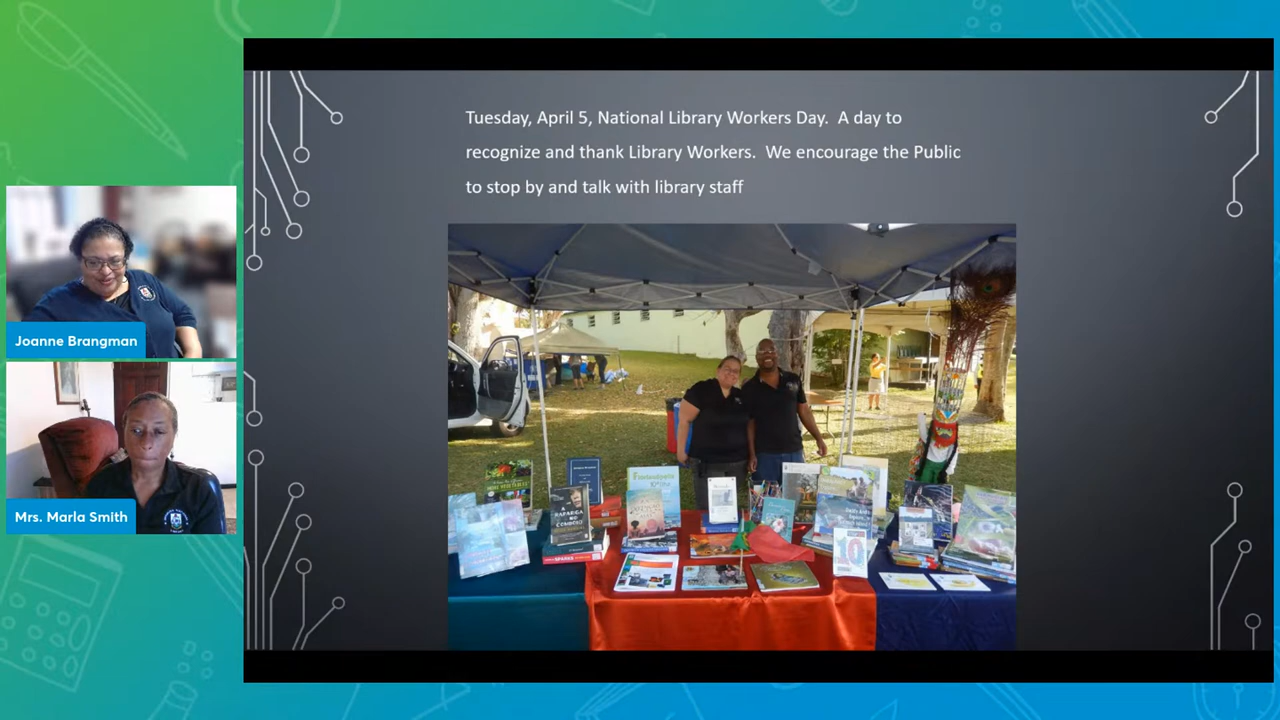 Tuesday, April 5, National Library Workers Day.  A day to
recognize and thank Library Workers.  We encourage the Public
to stop by and talk with library staff
Joanne Brangman
Mrs. Marla Smith